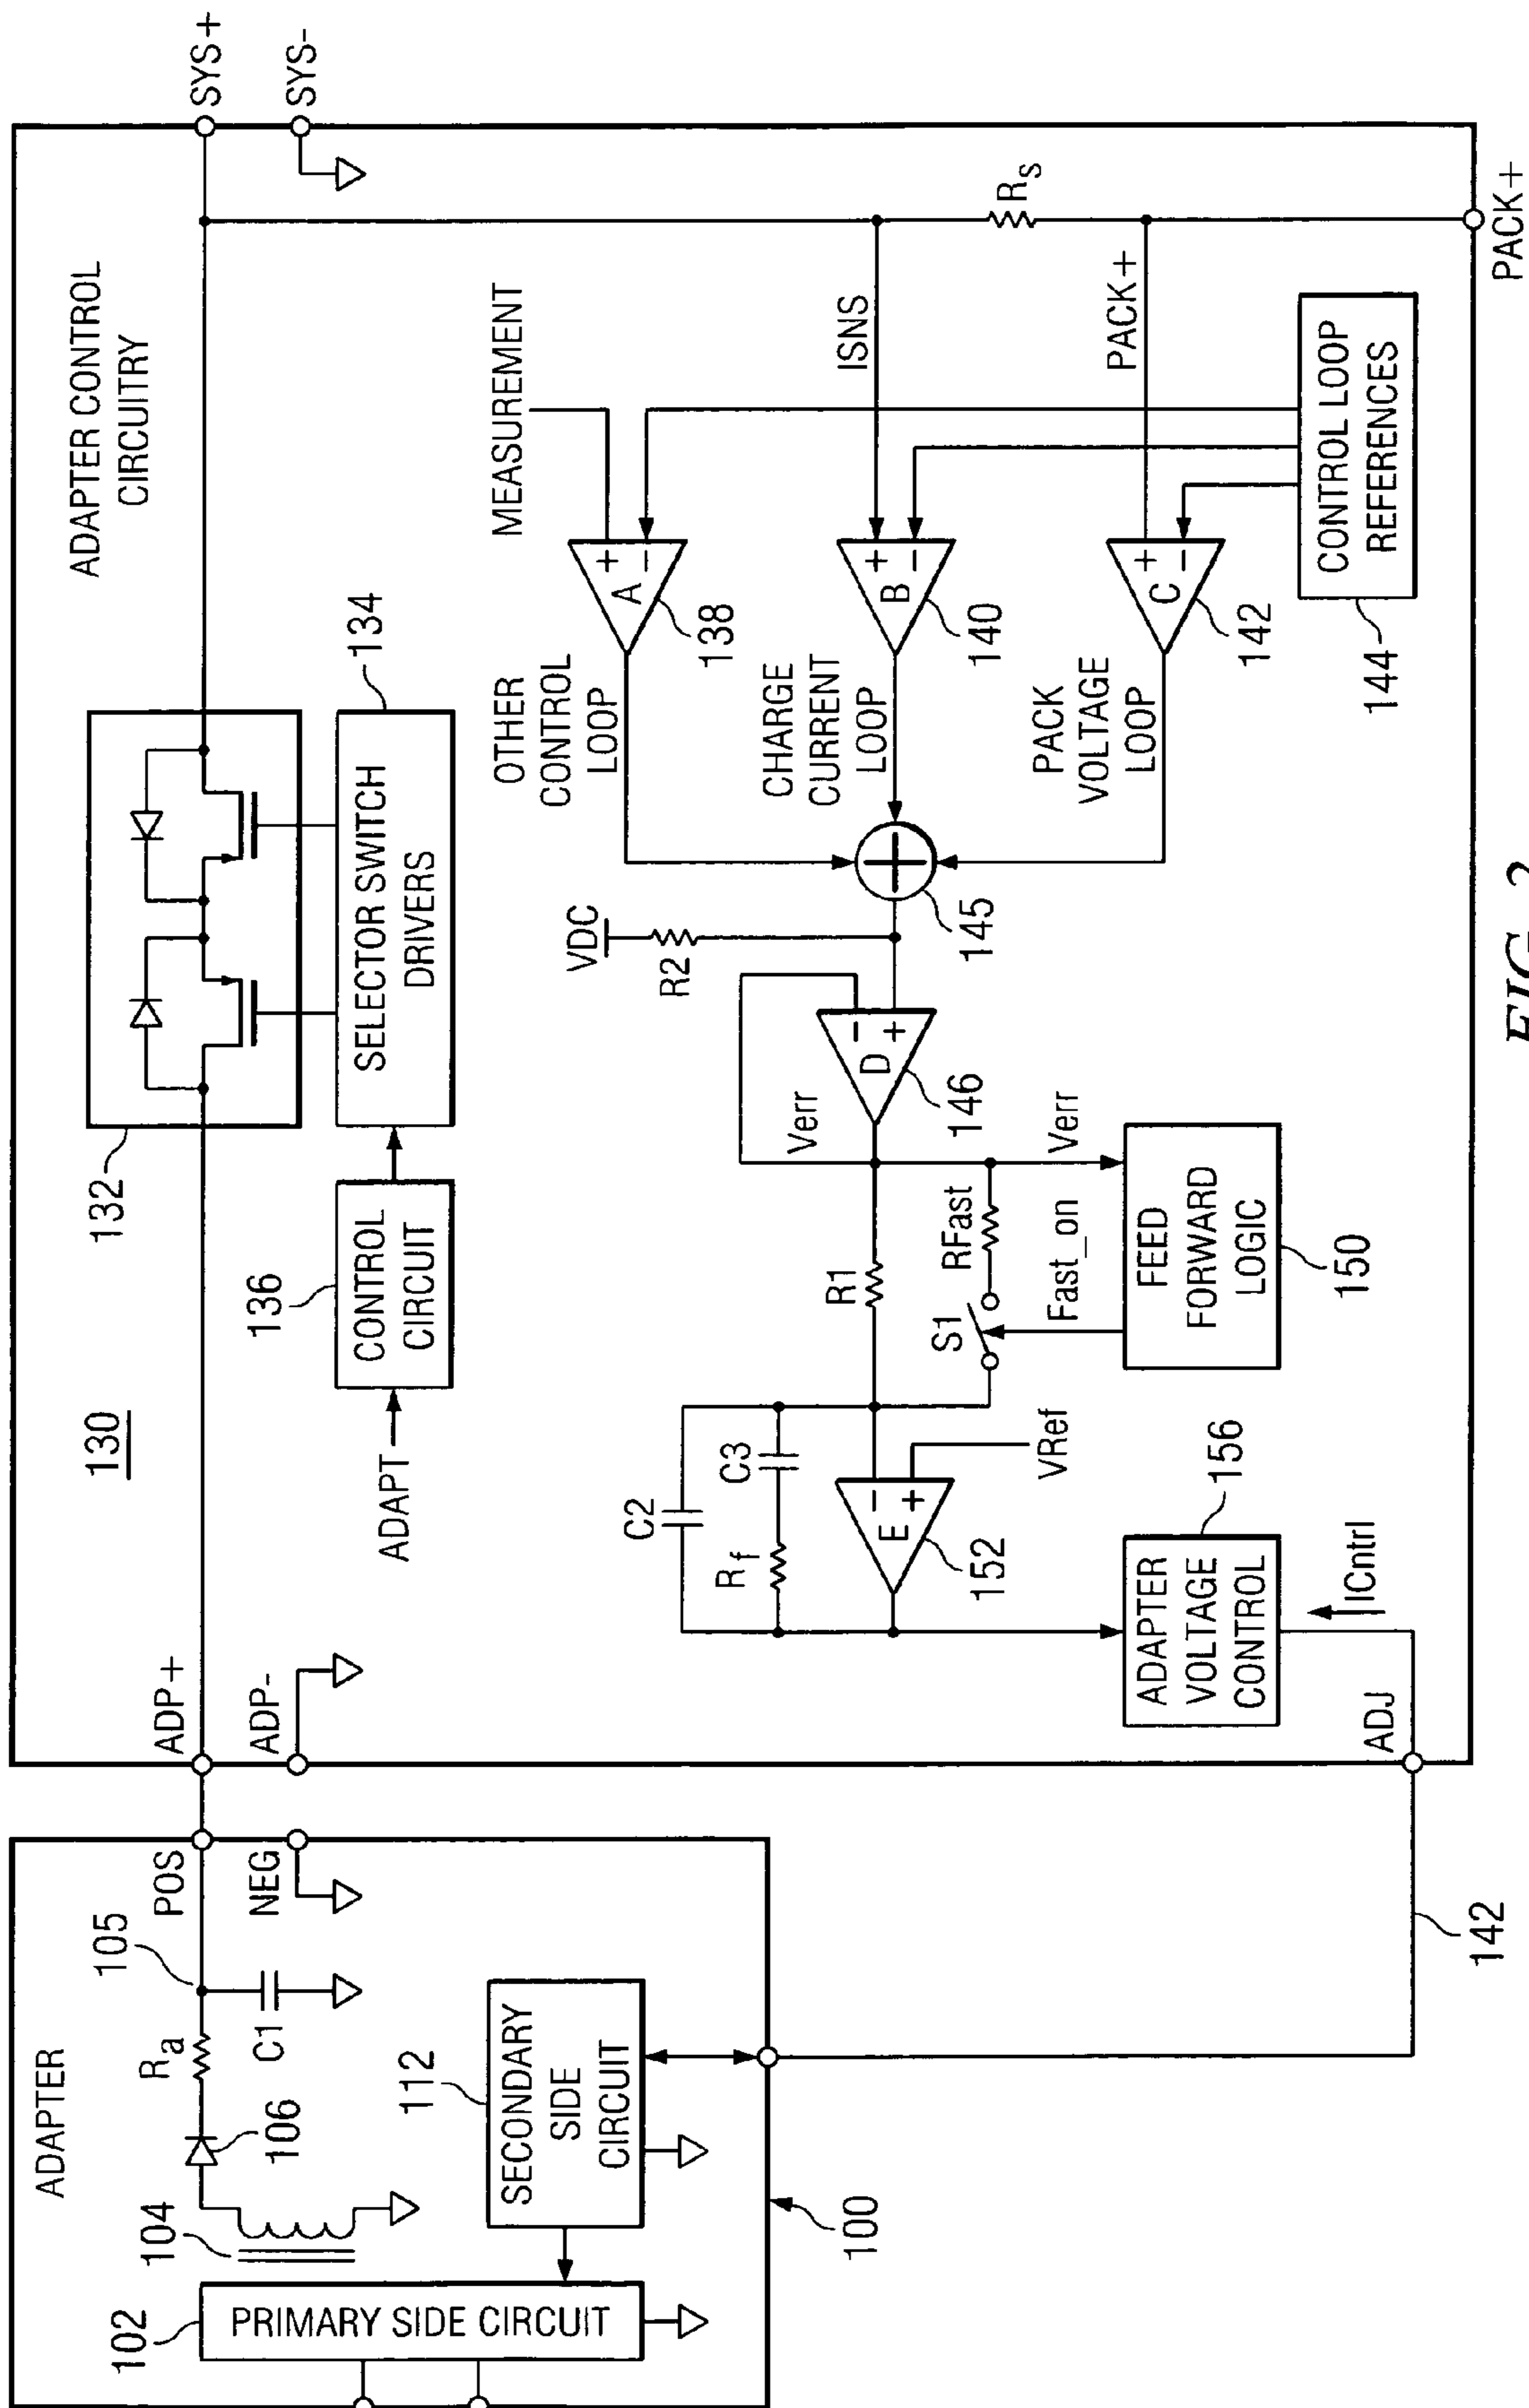 ADAPTER
102
PRIMARY SIDE CIRCUIT
104
106
Ra
105
C1
POS
NEG
112
SECONDARY
SIDE
CIRCUIT
100
142
ADP+
ADP-
ADJ
130
ADAPTER CONTROL
CIRCUITRY
132
134
SELECTOR SWITCH
DRIVERS
136
CONTROL
CIRCUIT
ADAPT
SYS+
SYS-
MEASUREMENT
OTHER
CONTROL
LOOP
+
−
A
138
ISNS
CHARGE
CURRENT
LOOP
+
−
B
140
Rs
PACK+
PACK
VOLTAGE
LOOP
+
−
C
142
CONTROL LOOP
REFERENCES
144
PACK+
145
VDC
R2
−
+
D
146
Verr
Verr
R1
RFast
S1
Fast_on
FEED
FORWARD
LOGIC
150
C2
C3
Rf
−
+
E
152
VRef
156
ADAPTER
VOLTAGE
CONTROL
ICntrl
FIG. 2